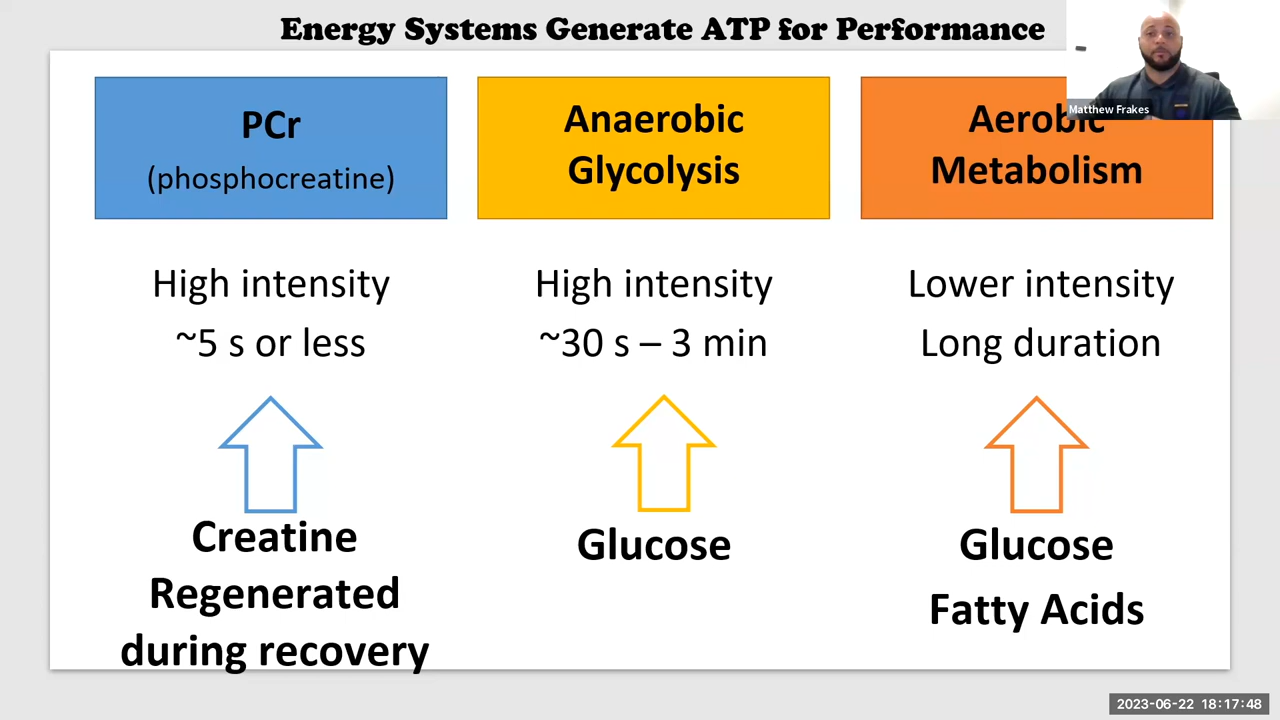 Energy Systems Generate ATP for Performance
Matthew Frakes
PCr
(phosphocreatine)
High intensity
~5 s or less
Creatine
Regenerated
during recovery
Anaerobic
Glycolysis
High intensity
~30 s – 3 min
Glucose
Aerobic
Metabolism
Lower intensity
Long duration
Glucose
Fatty Acids
2023-06-22 18:17:48